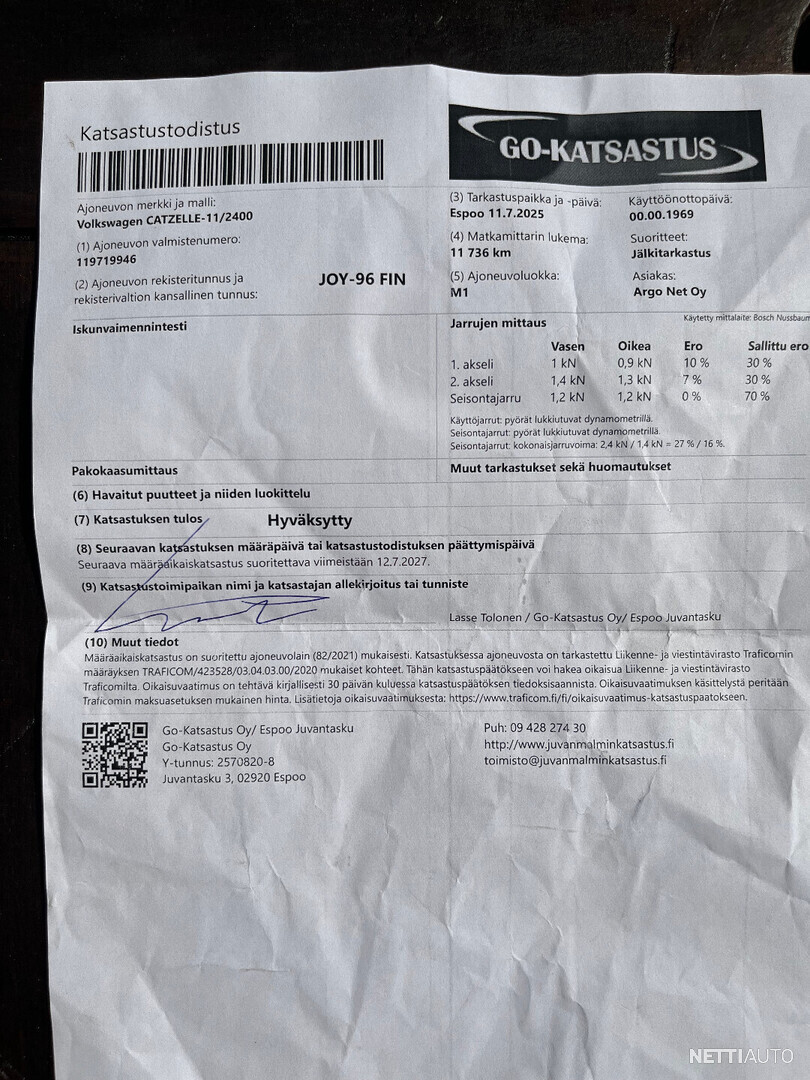 Katsastustodistus
GO-KATSASTUS
Ajoneuvon merkki ja malli:
Volkswagen CATZELLE-11/2400
(1) Ajoneuvon valmistenumero:
119719946
(2) Ajoneuvon rekisteritunnus ja
rekisterivaltion kansallinen tunnus:
JOY-96 FIN
(3) Tarkastuspaikka ja -päivä:
Espoo 11.7.2025
Käyttöönottopäivä:
00.00.1969
(4) Matkamittarin lukema:
11 736 km
Suoritteet:
Jälkitarkastus
(5) Ajoneuvoluokka:
M1
Asiakas:
Argo Net Oy
Iskunvaimennintesti
Jarrujen mittaus
Käytetty mittalaite: Bosch Nussbaum
Vasen Oikea Ero Sallittu ero
1. akseli 1 kN 0,9 kN 10 % 30 %
2. akseli 1,4 kN 1,3 kN 7 % 30 %
Seisontajarru 1,2 kN 1,2 kN 0 % 70 %
Käyttöjarrut: pyörät lukkiutuvat dynamometrillä.
Seisontajarrut: pyörät lukkiutuvat dynamometrillä.
Seisontajarrut: kokonaisjarruvoima: 2,4 kN / 1,4 kN = 27 % / 16 %.
Pakokaasumittaus
Muut tarkastukset sekä huomautukset
(6) Havaitut puutteet ja niiden luokittelu
(7) Katsastuksen tulos Hyväksytty
(8) Seuraavan katsastuksen määräpäivä tai katsastustodistuksen päättymispäivä
Seuraava määräaikaiskatsastus suoritettava viimeistään 12.7.2027.
(9) Katsastustoimipaikan nimi ja katsastajan allekirjoitus tai tunniste
Lasse Tolonen / Go-Katsastus Oy/ Espoo Juvantasku
(10) Muut tiedot
Määräaikaiskatsastus on suoritettu ajoneuvolain (82/2021) mukaisesti. Katsastuksessa ajoneuvosta on tarkastettu Liikenne- ja viestintävirasto Traficomin
määräyksen TRAFICOM/423528/03.04.03.00/2020 mukaiset kohteet. Tähän katsastuspäätökseen voi hakea oikaisua Liikenne- ja viestintävirasto
Traficomilta. Oikaisuvaatimus on tehtävä kirjallisesti 30 päivän kuluessa katsastuspäätöksen tiedoksisaannista. Oikaisuvaatimuksen käsittelystä peritään
Traficomin maksuasetuksen mukainen hinta. Lisätietoja oikaisuvaatimuksesta: https://www.traficom.fi/fi/oikaisuvaatimus-katsastuspaatokseen.
Go-Katsastus Oy/ Espoo Juvantasku
Go-Katsastus Oy
Y-tunnus: 2570820-8
Juvantasku 3, 02920 Espoo
Puh: 09 428 274 30
http://www.juvanmalminkatsastus.fi
toimisto@juvanmalminkatsastus.fi
NETTIAUTO